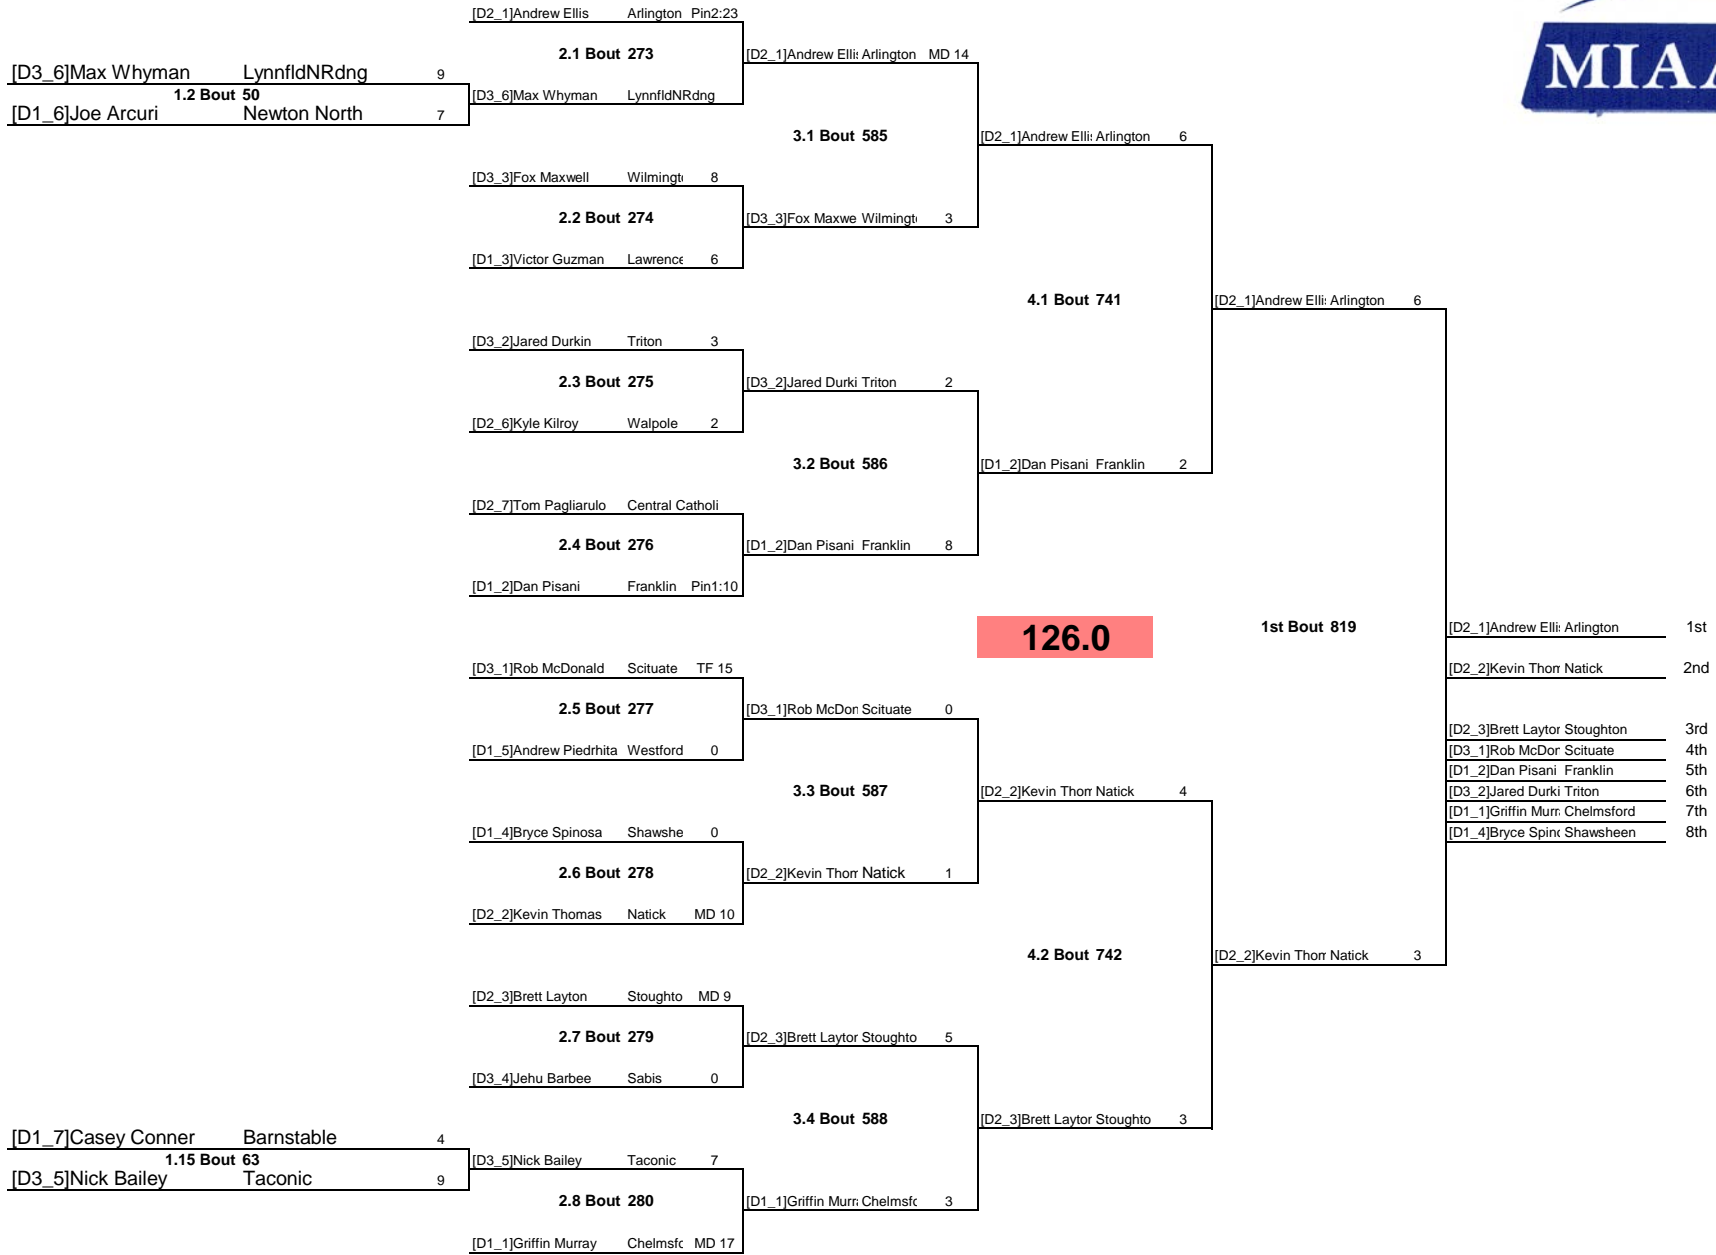 [D2_1]Andrew Ellis Arlington Pin2:23
2.1 Bout 273
[D2_1]Andrew Elli Arlington MD 14
MIAA
[D3_6]Max Whyman LynnfldNRdng 9
1.2 Bout 50
[D3_6]Max Whyman LynnfldNRdng
[D1_6]Joe Arcuri Newton North 7
3.1 Bout 585
[D2_1]Andrew Elli Arlington 6
[D3_3]Fox Maxwell Wilmingt 8
2.2 Bout 274
[D3_3]Fox Maxwe Wilmingt 3
[D1_3]Victor Guzman Lawrence 6
4.1 Bout 741
[D2_1]Andrew Elli Arlington 6
[D3_2]Jared Durkin Triton 3
2.3 Bout 275
[D3_2]Jared Durki Triton 2
[D2_6]Kyle Kilroy Walpole 2
3.2 Bout 586
[D1_2]Dan Pisani Franklin 2
[D2_7]Tom Pagliarulo Central Catholi
2.4 Bout 276
[D1_2]Dan Pisani Franklin 8
[D1_2]Dan Pisani Franklin Pin1:10
126.0
1st Bout 819
[D2_1]Andrew Elli Arlington 1st
[D3_1]Rob McDonald Scituate TF 15
[D2_2]Kevin Thom Natick 2nd
2.5 Bout 277
[D3_1]Rob McDon Scituate 0
[D2_3]Brett Layton Stoughton 3rd
[D1_5]Andrew Piedrhita Westford 0
[D3_1]Rob McDon Scituate 4th
[D1_2]Dan Pisani Franklin 5th
3.3 Bout 587
[D2_2]Kevin Thom Natick 4
[D3_2]Jared Durki Triton 6th
[D1_1]Griffin Murr Chelmsford 7th
[D1_4]Bryce Spinosa Shawshe 0
[D1_4]Bryce Spino Shawsheen 8th
2.6 Bout 278
[D2_2]Kevin Thom Natick 1
[D2_2]Kevin Thomas Natick MD 10
4.2 Bout 742
[D2_2]Kevin Thom Natick 3
[D2_3]Brett Layton Stoughto MD 9
2.7 Bout 279
[D2_3]Brett Layton Stoughto 5
[D3_4]Jehu Barbee Sabis 0
3.4 Bout 588
[D2_3]Brett Layton Stoughto 3
[D1_7]Casey Conner Barnstable 4
1.15 Bout 63
[D3_5]Nick Bailey Taconic 7
[D3_5]Nick Bailey Taconic 9
2.8 Bout 280
[D1_1]Griffin Murra Chelmsfo 3
[D1_1]Griffin Murray Chelmsfo MD 17